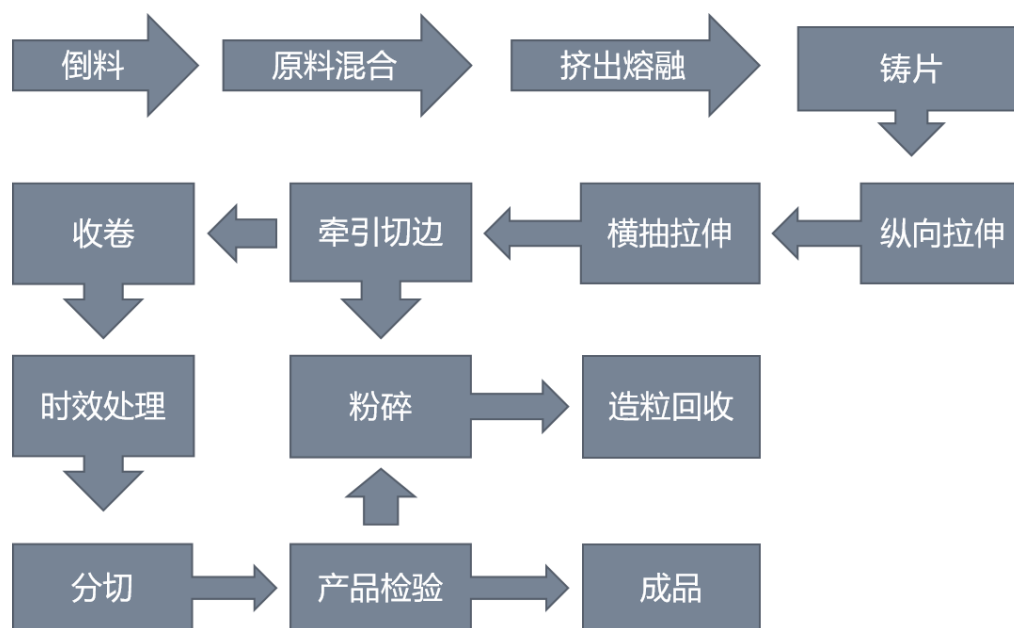 倒料
原料混合
挤出熔融
铸片
收卷
牵引切边
横抽拉伸
纵向拉伸
时效处理
粉碎
造粒回收
分切
产品检验
成品